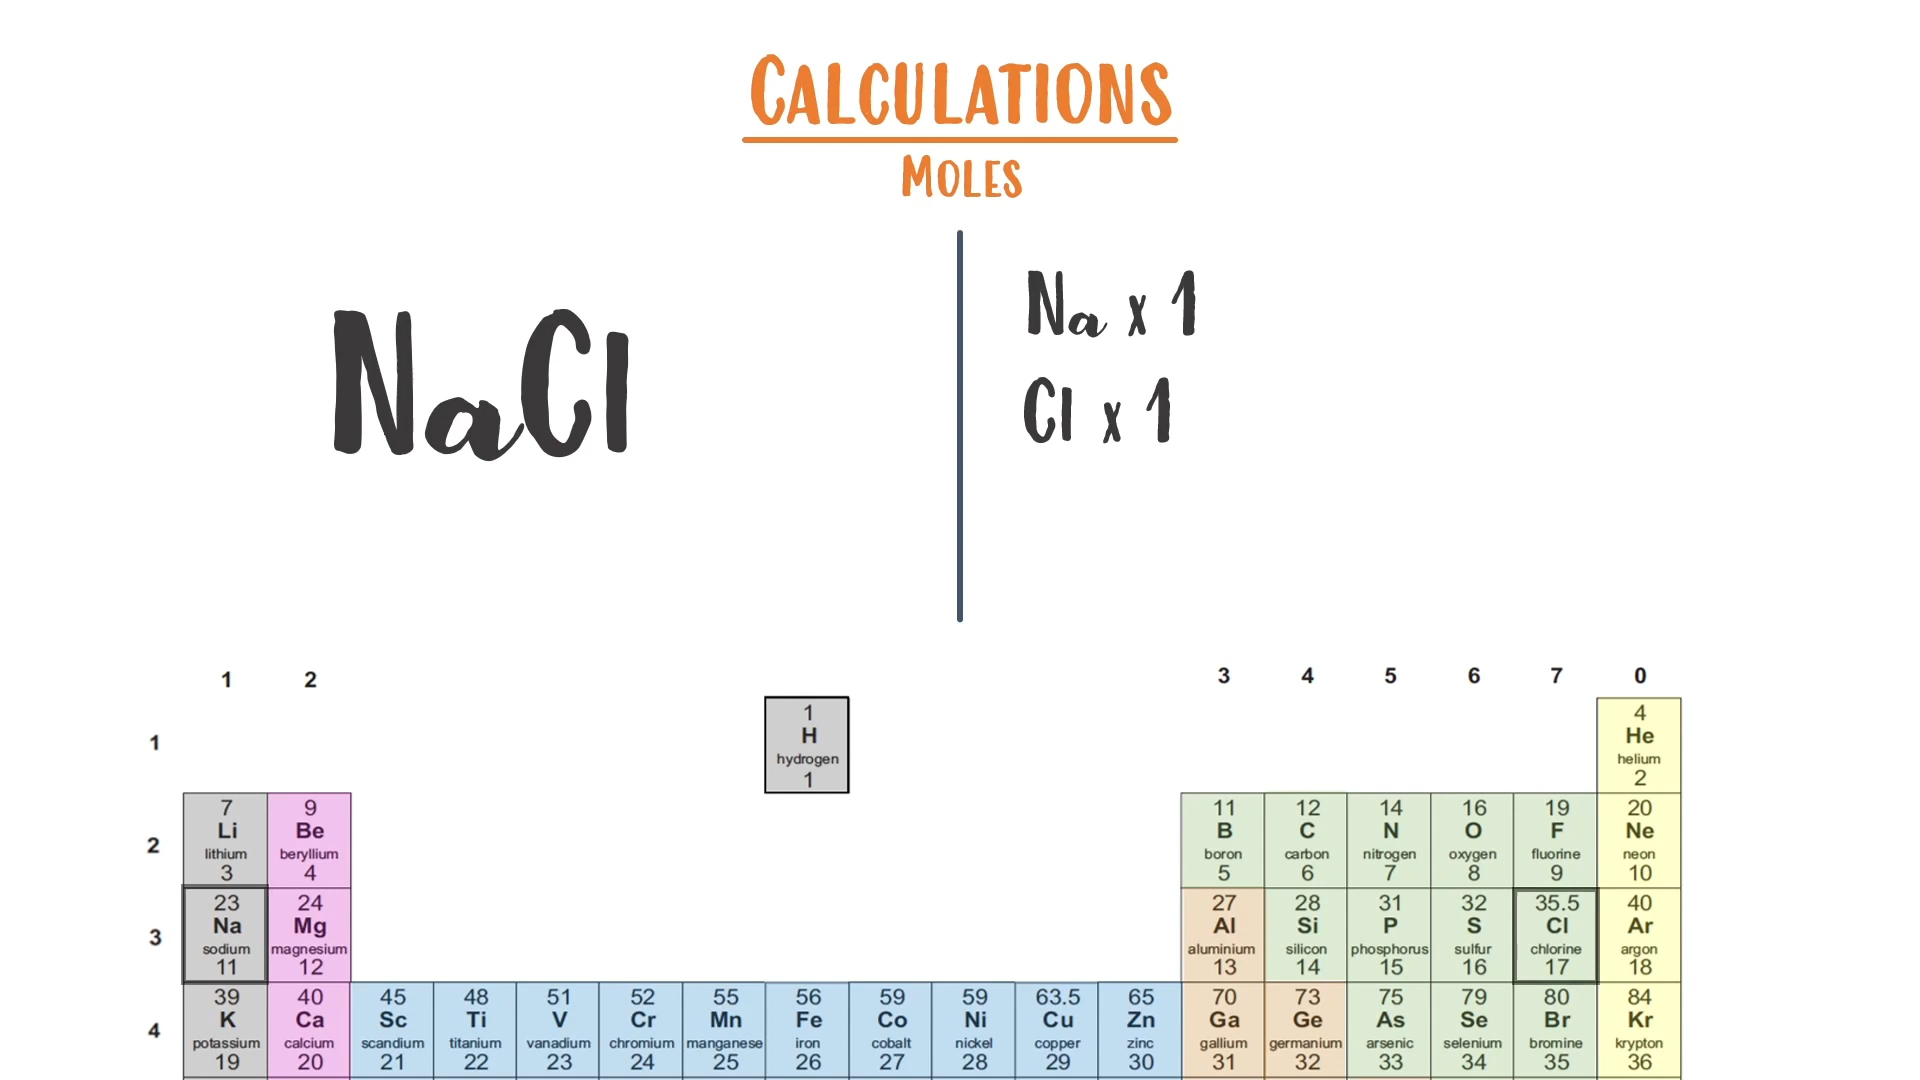 CALCULATIONS
MOLES
NaCl
Na x 1
Cl x 1
1 2 3 4 5 6 7 0
1
1 4
H He
hydrogen helium
1 2
2
7 9 11 12 14 16 19 20
Li Be B C N O F Ne
lithium beryllium boron carbon nitrogen oxygen fluorine neon
3 4 5 6 7 8 9 10
3
23 24 27 28 31 32 35.5 40
Na Mg Al Si P S Cl Ar
sodium magnesium aluminium silicon phosphorus sulfur chlorine argon
11 12 13 14 15 16 17 18
4
39 40 45 48 51 52 55 56 59 59 63.5 65 70 73 75 79 80 84
K Ca Sc Ti V Cr Mn Fe Co Ni Cu Zn Ga Ge As Se Br Kr
potassium calcium scandium titanium vanadium chromium manganese iron cobalt nickel copper zinc gallium germanium arsenic selenium bromine krypton
19 20 21 22 23 24 25 26 27 28 29 30 31 32 33 34 35 36